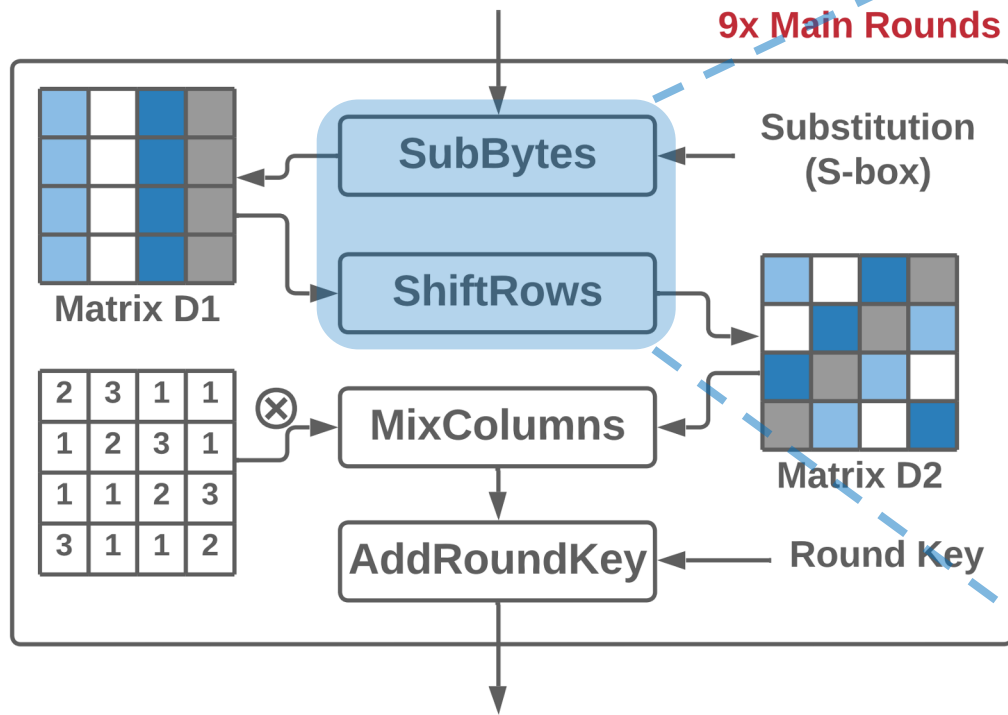 9x Main Rounds
SubBytes
Substitution
(S-box)
ShiftRows
Matrix D1
2 3 1 1
1 2 3 1
1 1 2 3
3 1 1 2
MixColumns
Matrix D2
AddRoundKey
Round Key